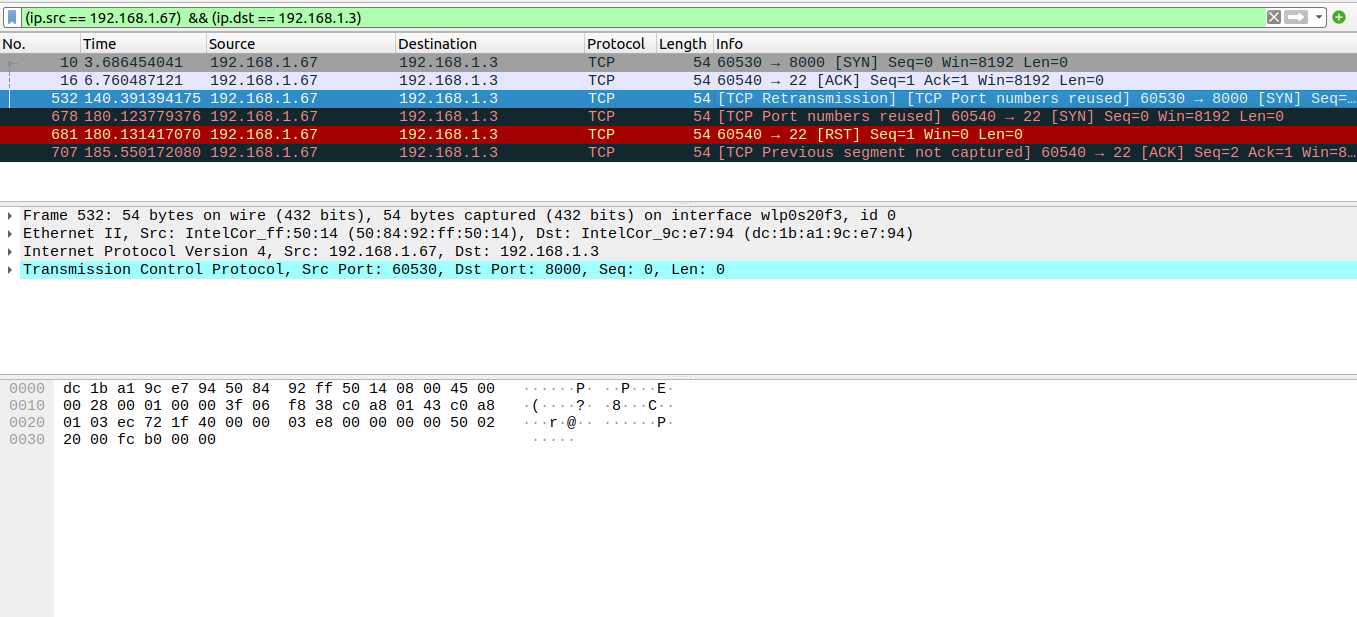 (ip.src == 192.168.1.67) && (ip.dst == 192.168.1.3)
No. Time Source Destination Protocol Length Info
10 3.686454041 192.168.1.67 192.168.1.3 TCP 54 60530 → 8000 [SYN] Seq=0 Win=8192 Len=0
16 6.760487121 192.168.1.67 192.168.1.3 TCP 54 60540 → 22 [ACK] Seq=1 Ack=1 Win=8192 Len=0
532 140.391394175 192.168.1.67 192.168.1.3 TCP 54 [TCP Retransmission] [TCP Port numbers reused] 60530 → 8000 [SYN] Seq=…
678 180.123779376 192.168.1.67 192.168.1.3 TCP 54 [TCP Port numbers reused] 60540 → 22 [SYN] Seq=0 Win=8192 Len=0
681 180.131417070 192.168.1.67 192.168.1.3 TCP 54 60540 → 22 [RST] Seq=1 Win=0 Len=0
707 185.550172080 192.168.1.67 192.168.1.3 TCP 54 [TCP Previous segment not captured] 60540 → 22 [ACK] Seq=2 Ack=1 Win=8…
Frame 532: 54 bytes on wire (432 bits), 54 bytes captured (432 bits) on interface wlp0s20f3, id 0
Ethernet II, Src: IntelCor_ff:50:14 (50:84:92:ff:50:14), Dst: IntelCor_9c:e7:94 (dc:1b:a1:9c:e7:94)
Internet Protocol Version 4, Src: 192.168.1.67, Dst: 192.168.1.3
Transmission Control Protocol, Src Port: 60530, Dst Port: 8000, Seq: 0, Len: 0
0000 dc 1b a1 9c e7 94 50 84 92 ff 50 14 08 00 45 00 ······P· ··P···E·
0010 00 28 00 01 00 00 3f 06 f8 38 c0 a8 01 43 c0 a8 ·(····?· ·8···C··
0020 01 03 ec 72 1f 40 00 00 03 e8 00 00 00 00 50 02 ···r·@·· ······P·
0030 20 00 fc b0 00 00 ·····